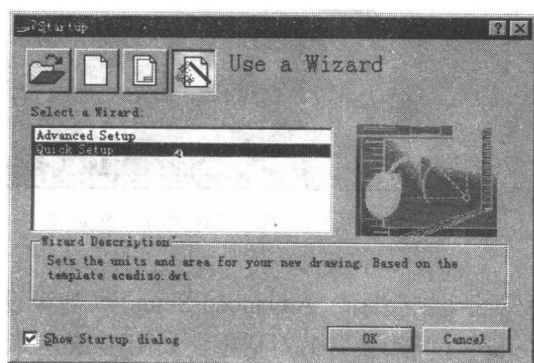 Startup
Use a Wizard
Select a Wizard:
Advanced Setup
Quick Setup
Wizard Description
Sets the units and area for your new drawing. Based on the
template acadiso.dwt.
Show Startup dialog
OK
Cancel